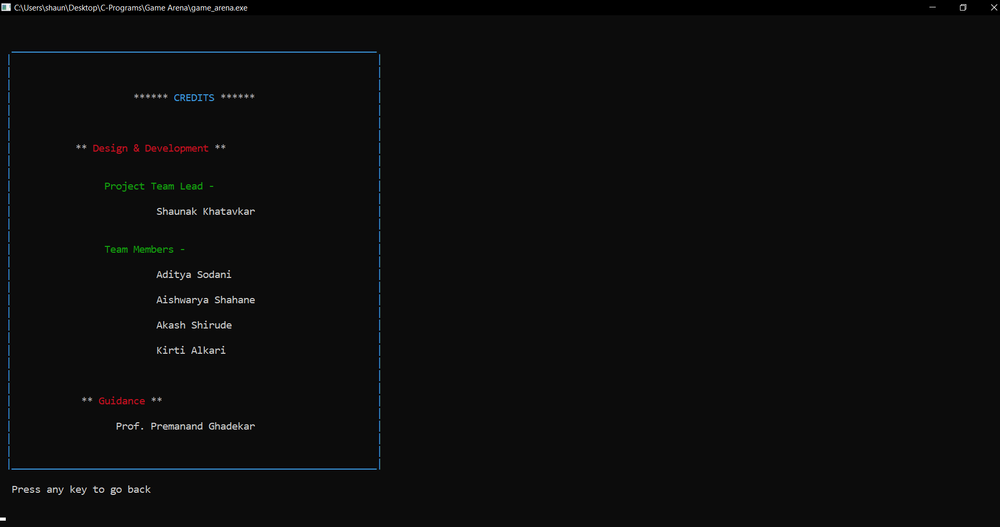 C:\Users\shaun\Desktop\C-Programs\Game Arena\game_arena.exe
****** CREDITS ******
** Design & Development **
Project Team Lead -
Shaunak Khatavkar
Team Members -
Aditya Sodani
Aishwarya Shahane
Akash Shirude
Kirti Alkari
** Guidance **
Prof. Premanand Ghadekar
Press any key to go back